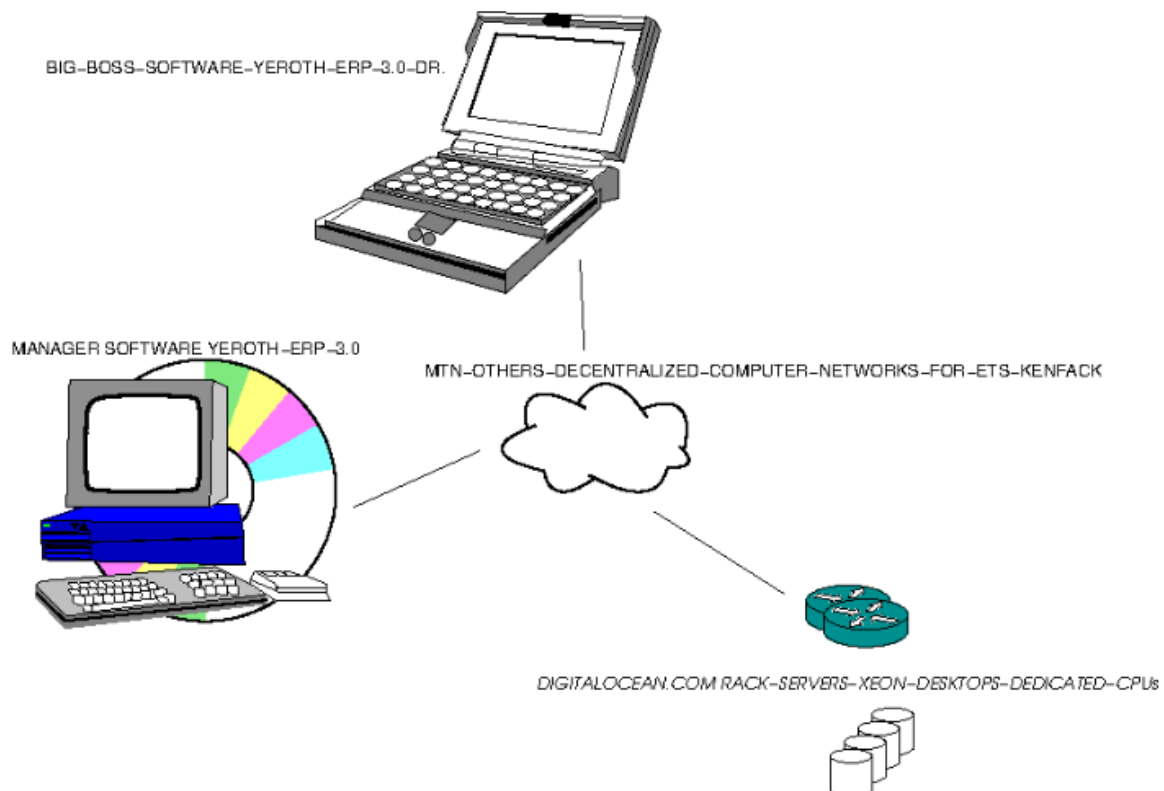 BIG-BOSS-SOFTWARE-YEROTH-ERP-3.0-DR.
MANAGER SOFTWARE YEROTH-ERP-3.0
MTN-OTHERS-DECENTRALIZED-COMPUTER-NETWORKS-FOR-ETS-KENFACK
DIGITALOCEAN.COM RACK-SERVERS-XEON-DESKTOPS-DEDICATED-CPUs